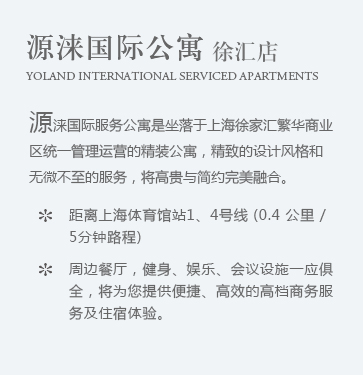 源涞国际公寓 徐汇店
YOLAND INTERNATIONAL SERVICED APARTMENTS
源涞国际服务公寓是坐落于上海徐家汇繁华商业
区统一管理运营的精装公寓，精致的设计风格和
无微不至的服务，将高贵与简约完美融合。
距离上海体育馆站1、4号线 (0.4 公里 /
5分钟路程)
周边餐厅，健身、娱乐、会议设施一应俱
全，将为您提供便捷、高效的高档商务服
务及住宿体验。